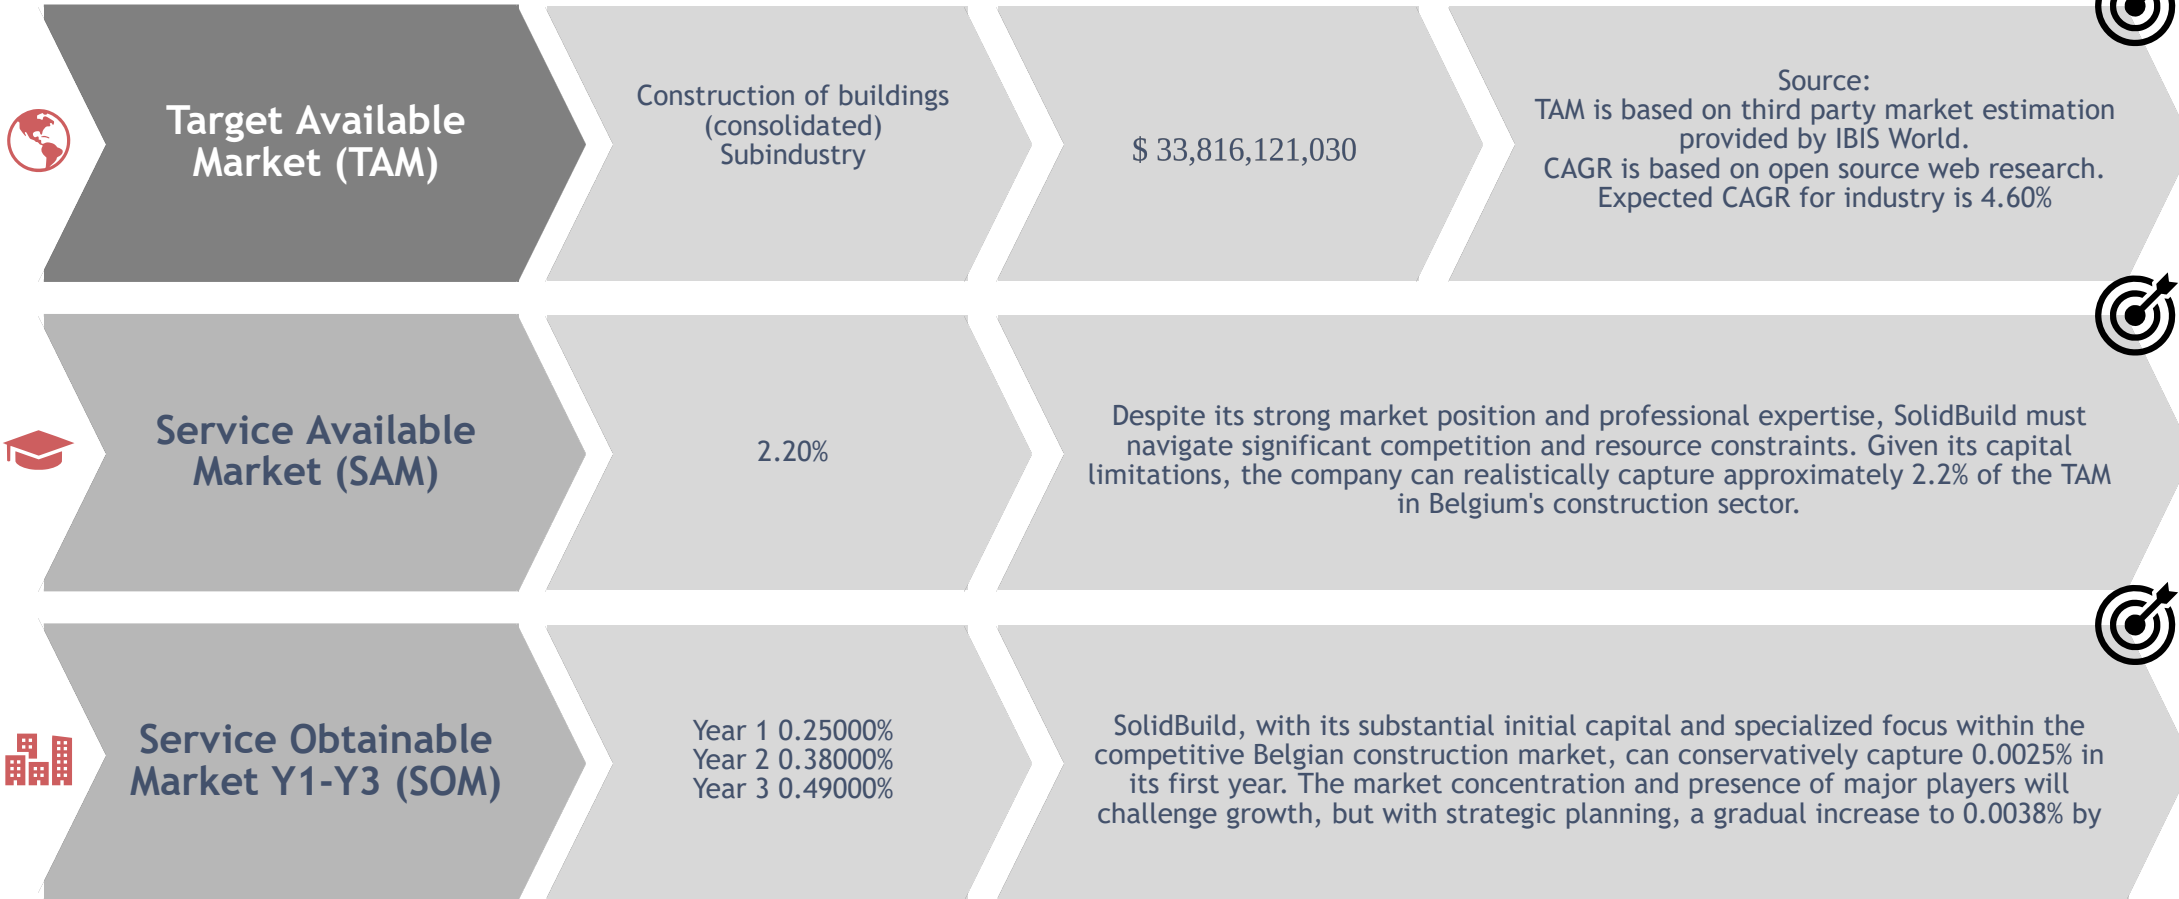 Target Available
Market (TAM)
Construction of buildings
(consolidated)
Subindustry
$ 33,816,121,030
Source:
TAM is based on third party market estimation
provided by IBIS World.
CAGR is based on open source web research.
Expected CAGR for industry is 4.60%
Service Available
Market (SAM)
2.20%
Despite its strong market position and professional expertise, SolidBuild must
navigate significant competition and resource constraints. Given its capital
limitations, the company can realistically capture approximately 2.2% of the TAM
in Belgium's construction sector.
Service Obtainable
Market Y1-Y3 (SOM)
Year 1 0.25000%
Year 2 0.38000%
Year 3 0.49000%
SolidBuild, with its substantial initial capital and specialized focus within the
competitive Belgian construction market, can conservatively capture 0.0025% in
its first year. The market concentration and presence of major players will
challenge growth, but with strategic planning, a gradual increase to 0.0038% by